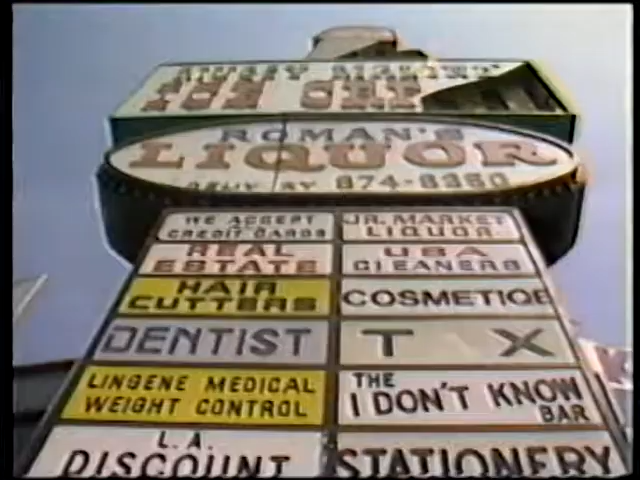 ROMAN'S
LIQUOR
874-8350
WE ACCEPT
CREDIT CARDS
JR. MARKET
LIQUOR
REAL
ESTATE
USA
CLEANERS
HAIR
CUTTERS
COSMETIQE
DENTIST
T X
LINGENE MEDICAL
WEIGHT CONTROL
THE
I DON'T KNOW
BAR
L.A.
DISCOUNT
STATIONERY